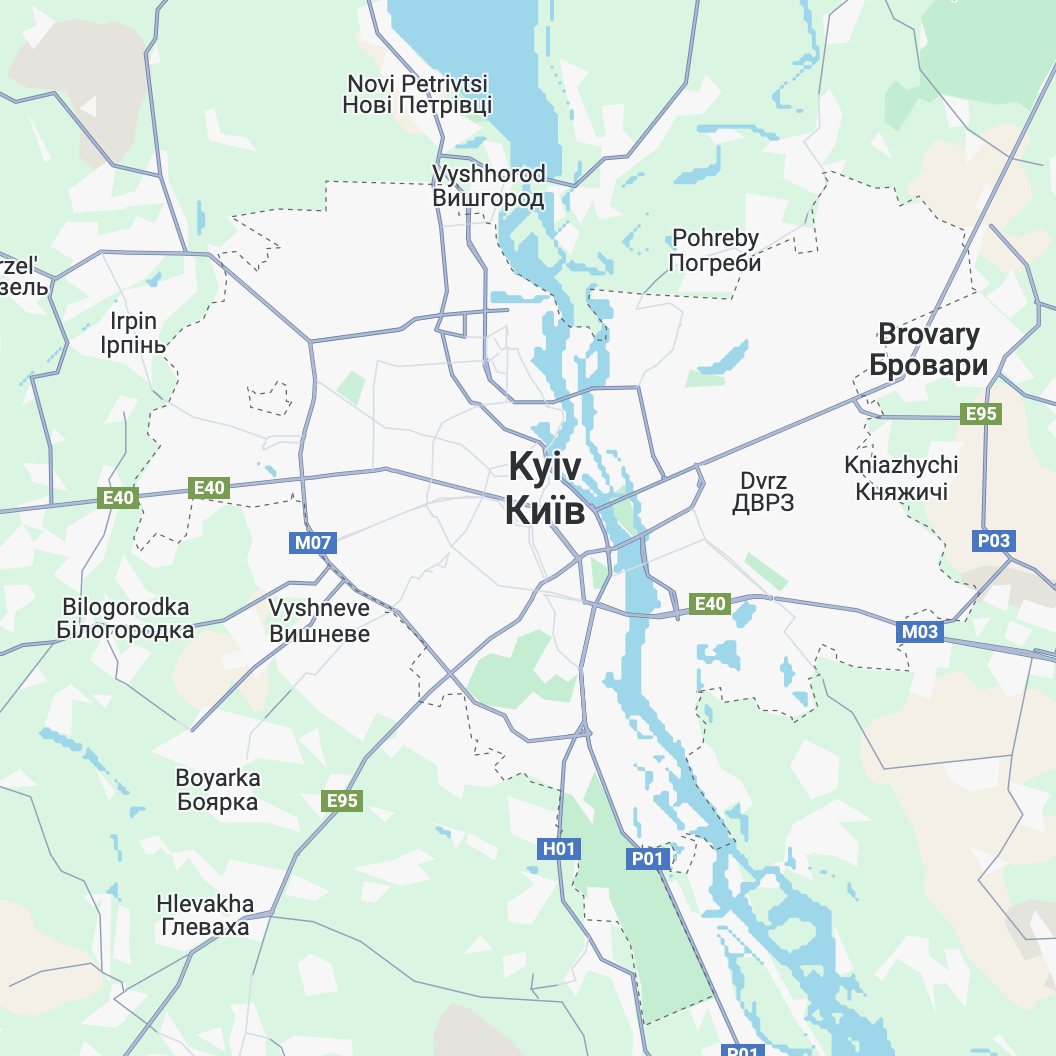 Novi Petrivtsi
Нові Петрівці
Vyshhorod
Вишгород
Pohreby
Погреби
rzel'
зель
Irpin
Ірпінь
Brovary
Бровари
E95
Kyiv
Київ
Kniazhychi
Княжичі
Dvrz
ДВРЗ
E40
E40
M07
P03
E40
Bilogorodka
Білогородка
Vyshneve
Вишневе
M03
Boyarka
Боярка
E95
H01
P01
Hlevakha
Глеваха
P01